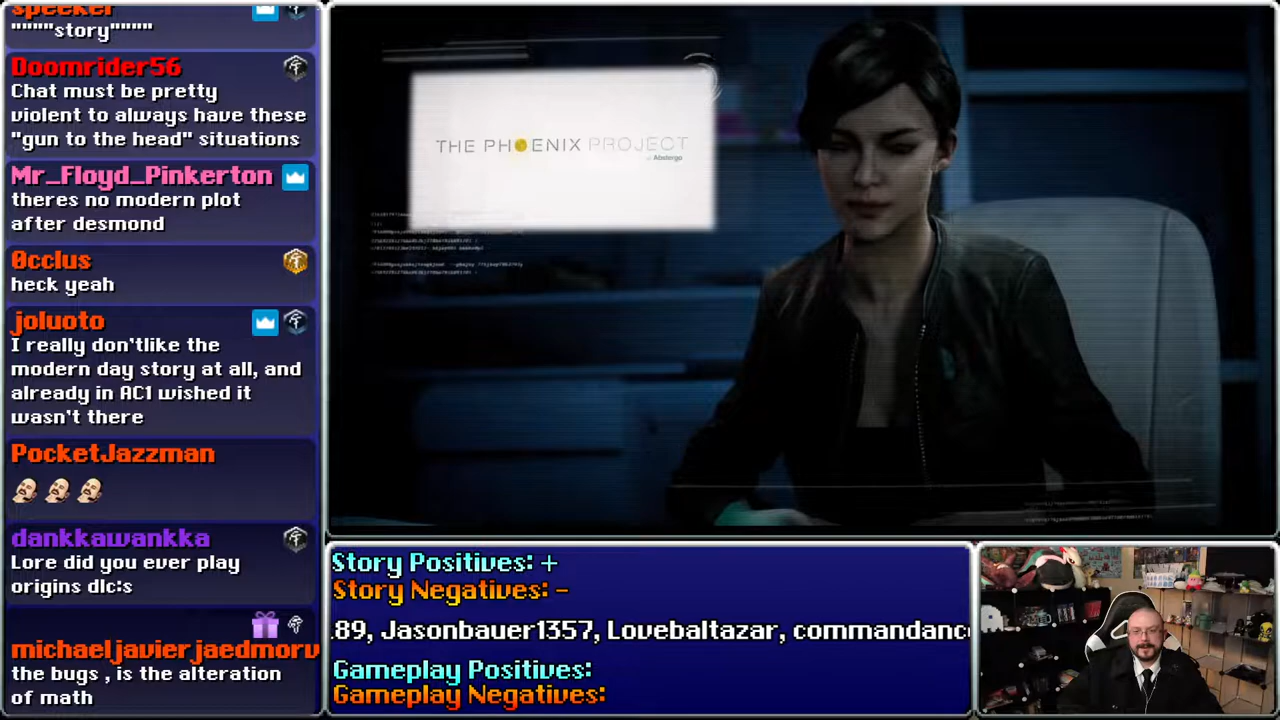 speeker
"""""story"""""
Doomrider56
Chat must be pretty
violent to always have these
"gun to the head" situations
Mr_Floyd_Pinkerton
theres no modern plot
after desmond
0cclus
heck yeah
joluoto
I really don'tlike the
modern day story at all, and
already in AC1 wished it
wasn't there
PocketJazzman
dankkawankka
Lore did you ever play
origins dlc:s
michaeljavierjaedmorv
the bugs , is the alteration
of math
THE PHOENIX PROJECT
Abstergo
Story Positives: +
Story Negatives: -
.89, Jasonbauer1357, Lovebaltazar, commandanc
Gameplay Positives:
Gameplay Negatives: